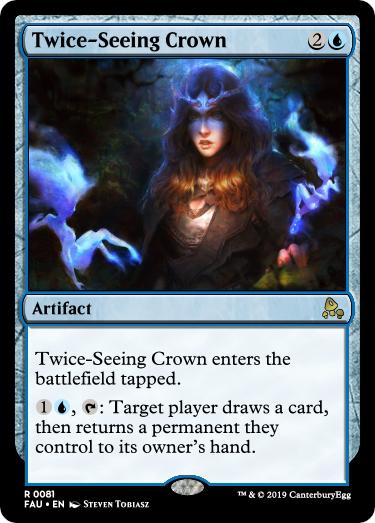 Twice-Seeing Crown 2
Artifact
Twice-Seeing Crown enters the
battlefield tapped.
1 , : Target player draws a card,
then returns a permanent they
control to its owner's hand.
R 0081
FAU • EN Steven Tobiasz
™ & © 2019 CanterburyEgg